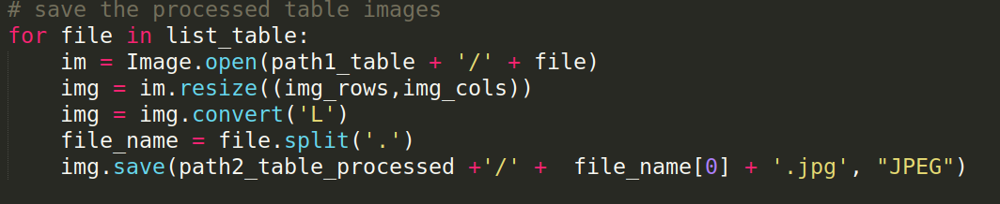 # save the processed table images
for file in list_table:
    im = Image.open(path1_table + '/' + file)
    img = im.resize((img_rows,img_cols))
    img = img.convert('L')
    file_name = file.split('.')
    img.save(path2_table_processed +'/' +  file_name[0] + '.jpg', "JPEG")